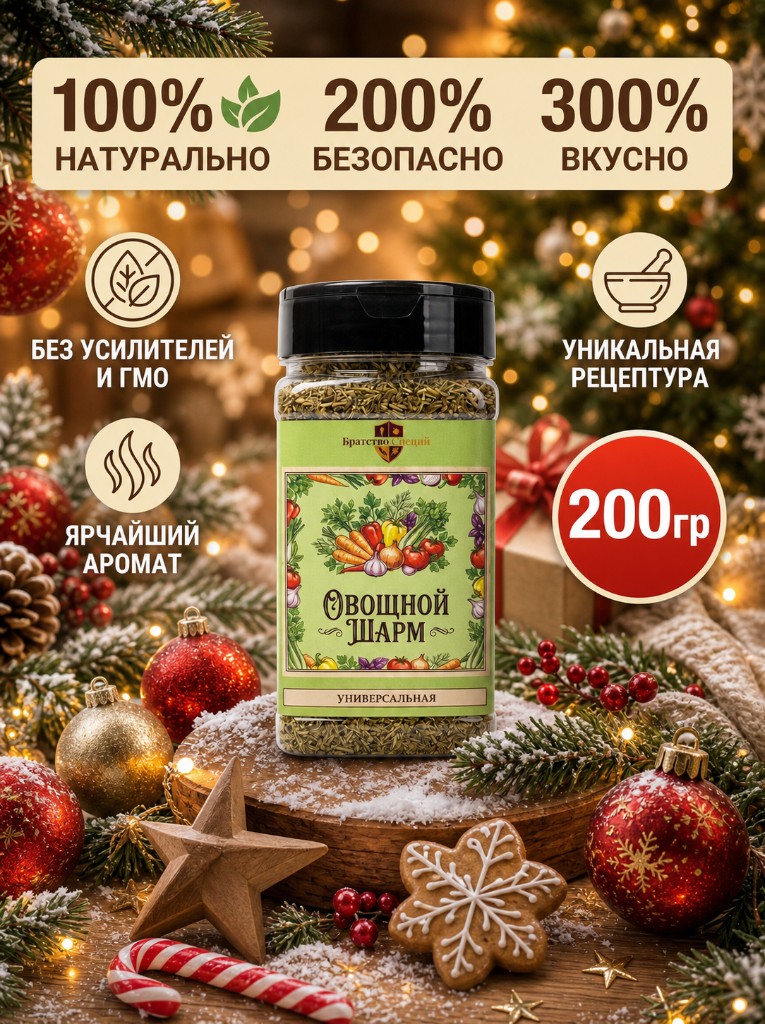 100% 200% 300%
НАТУРАЛЬНО БЕЗОПАСНО ВКУСНО
БЕЗ УСИЛИТЕЛЕЙ
И ГМО
УНИКАЛЬНАЯ
РЕЦЕПТУРА
ЯРЧАЙШИЙ
АРОМАТ
200гр
Братство Специй
Овощной
Шарм
УНИВЕРСАЛЬНАЯ